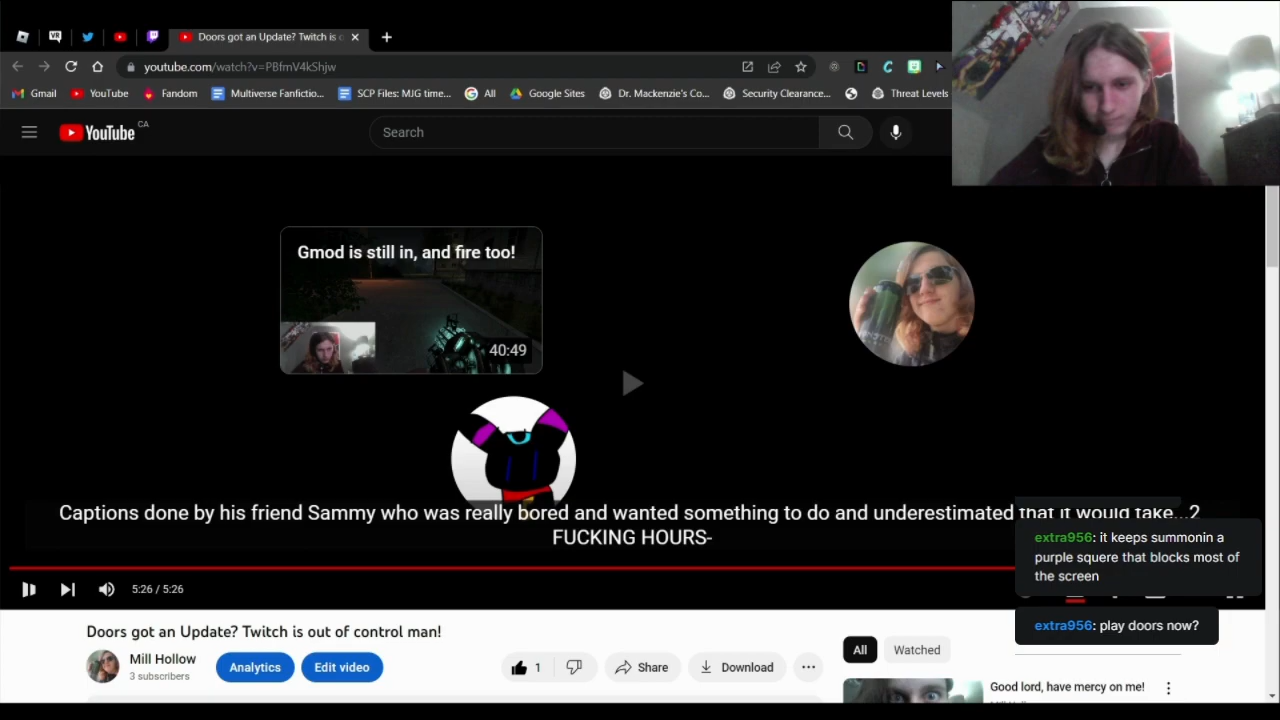 Doors got an Update? Twitch is o
youtube.com/watch?v=PBfmV4kShjw
Gmail YouTube Fandom Multiverse Fanfictio... SCP Files: MJG time... All Google Sites Dr. Mackenzie's Co... Security Clearance... Threat Levels
YouTube CA
Search
Gmod is still in, and fire too!
40:49
Captions done by his friend Sammy who was really bored and wanted something to do and underestimated that it would take...2
FUCKING HOURS-
extra956: it keeps summonin a
purple squere that blocks most of
the screen
5:26 / 5:26
extra956: play doors now?
Doors got an Update? Twitch is out of control man!
Mill Hollow
3 subscribers
Analytics Edit video 1 Share Download
All Watched
Good lord, have mercy on me!